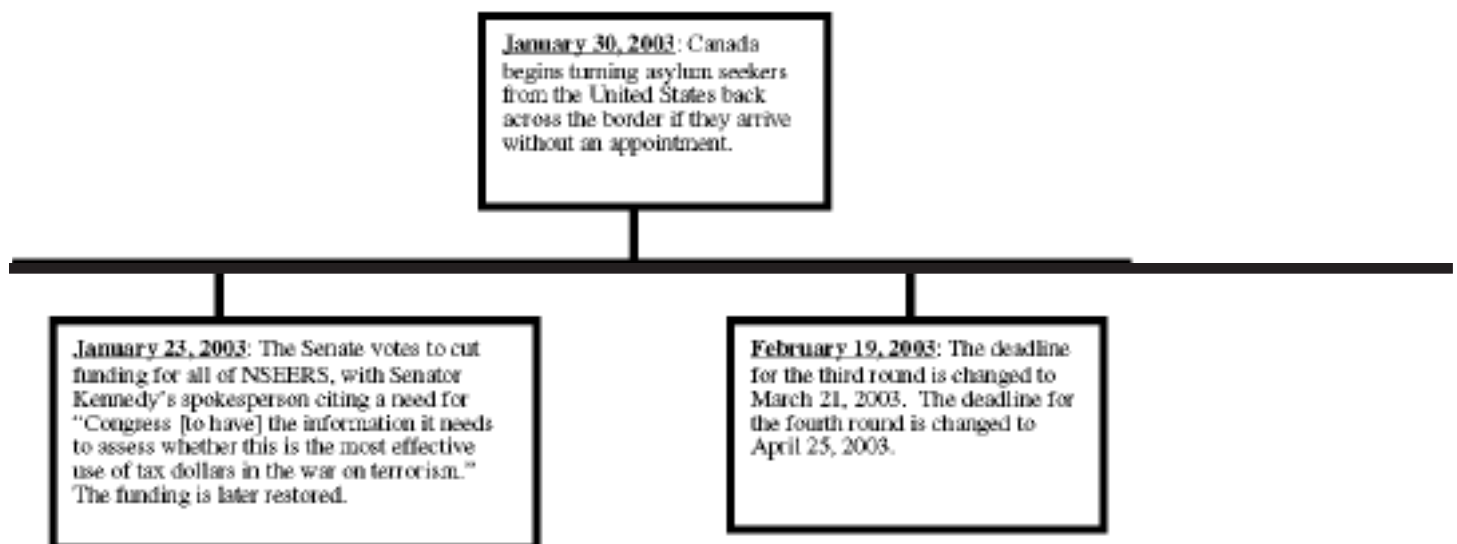 January 30, 2003: Canada
begins turning asylum seekers
from the United States back
across the border if they arrive
without an appointment.
January 23, 2003: The Senate votes to cut
funding for all of NSEERS, with Senator
Kennedy's spokesperson citing a need for
"Congress [to have] the information it needs
to assess whether this is the most effective
use of tax dollars in the war on terrorism."
The funding is later restored.
February 19, 2003: The deadline
for the third round is changed to
March 21, 2003. The deadline for
the fourth round is changed to
April 25, 2003.